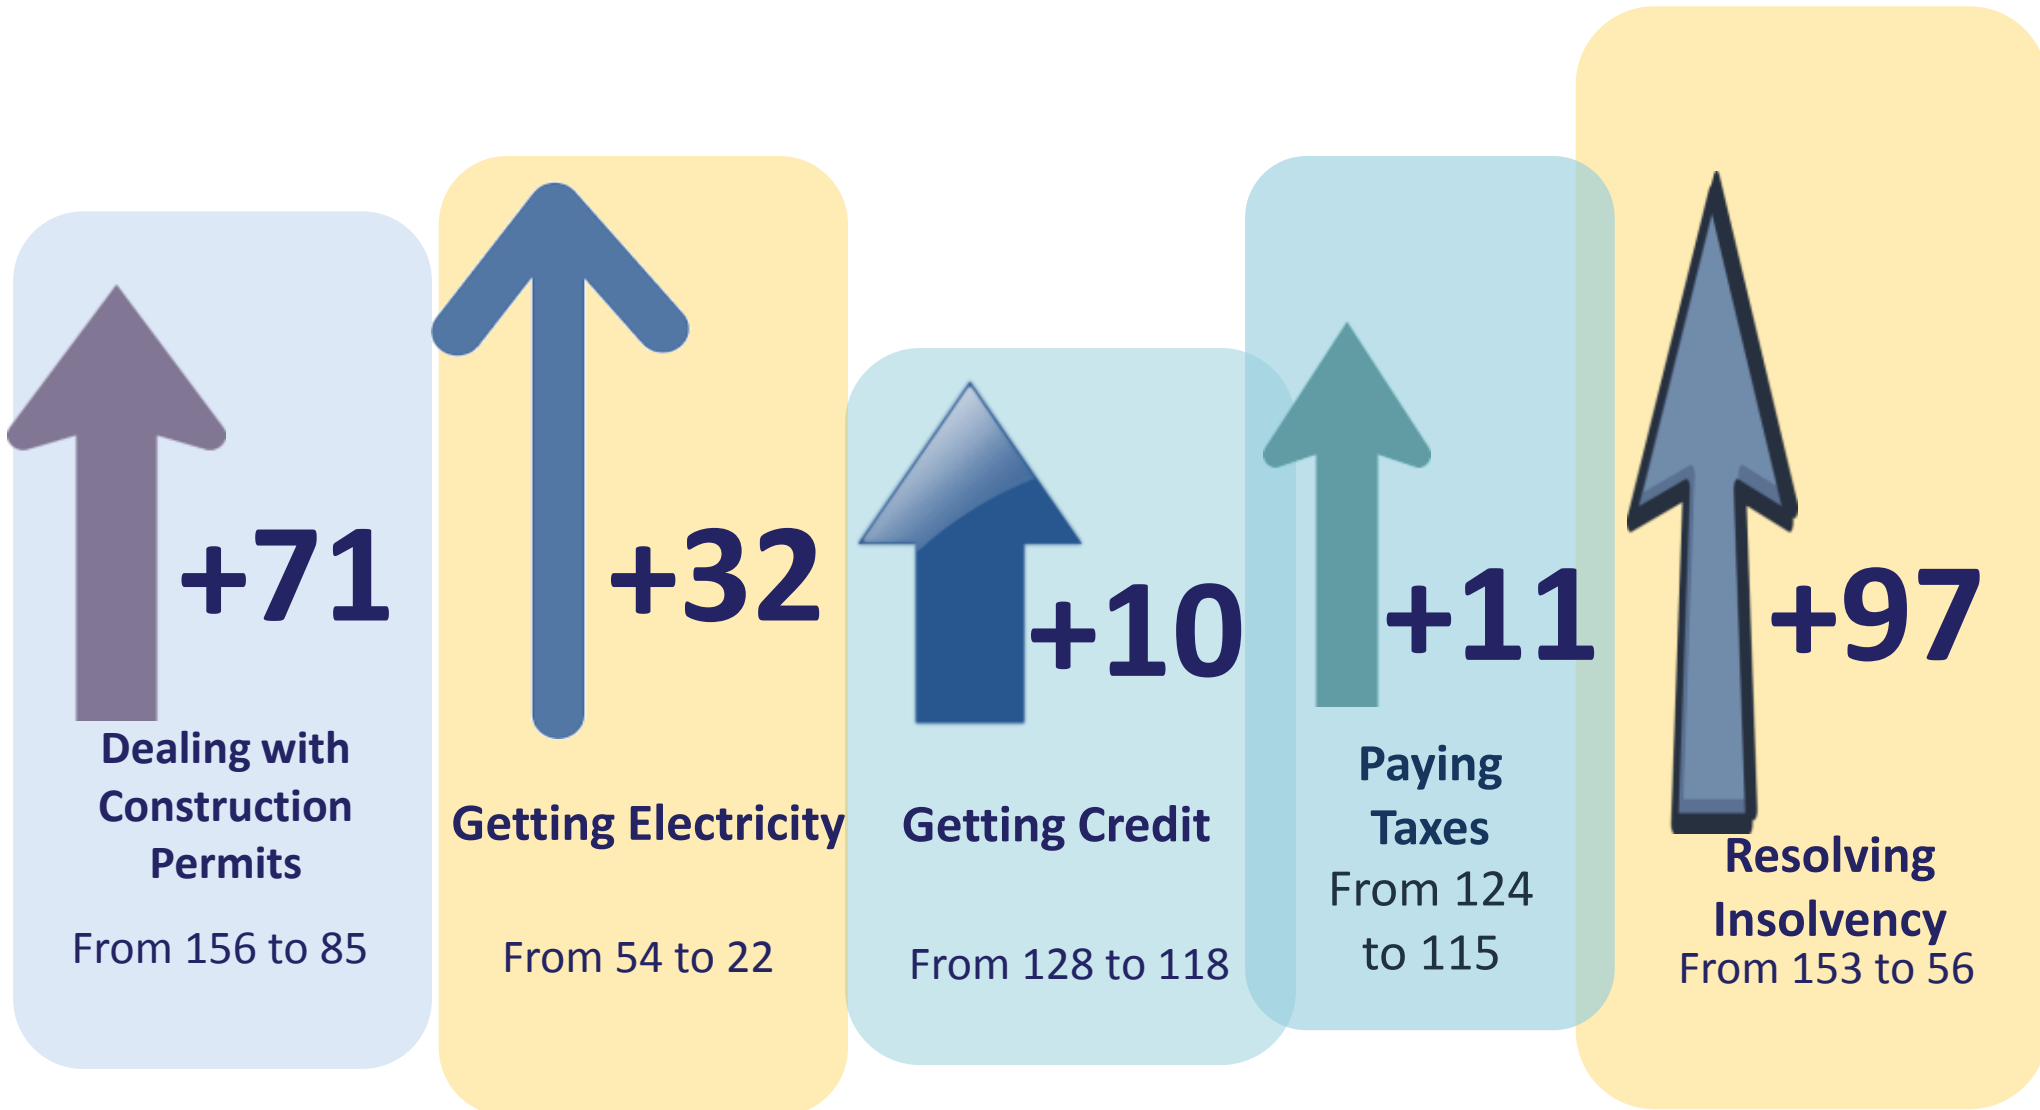 +71
Dealing with
Construction
Permits
From 156 to 85
+32
Getting Electricity
From 54 to 22
+10
Getting Credit
From 128 to 118
+11
Paying
Taxes
From 124
to 115
+97
Resolving
Insolvency
From 153 to 56